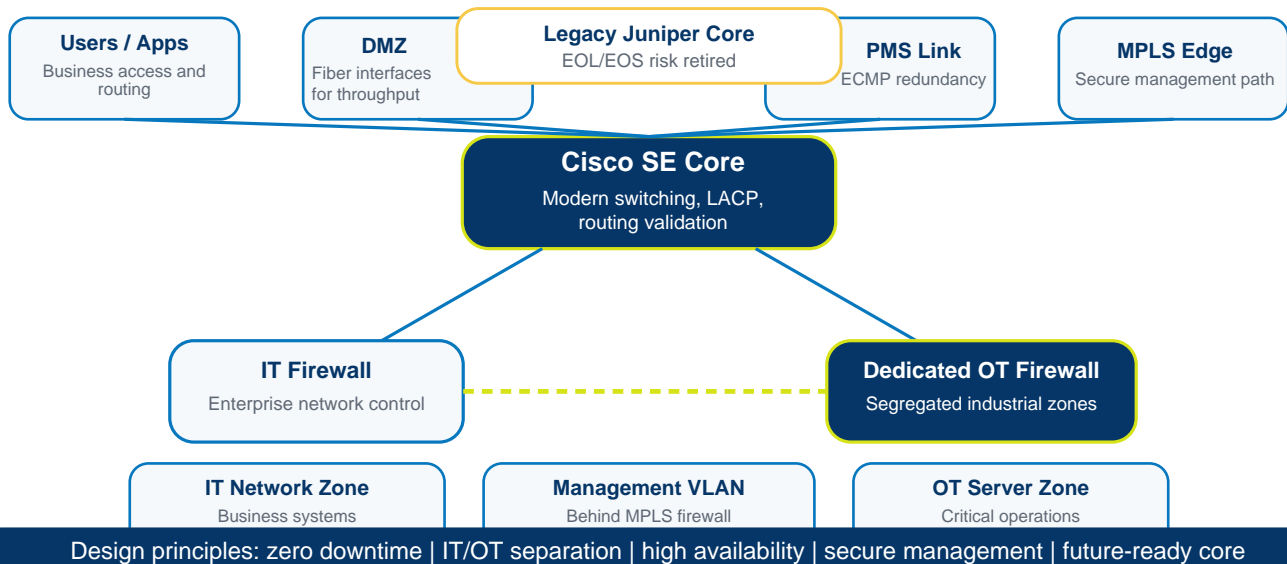 Users / Apps
Business access and
routing
DMZ
Fiber interfaces
for throughput
Legacy Juniper Core
EOL/EOS risk retired
PMS Link
ECMP redundancy
MPLS Edge
Secure management path
Cisco SE Core
Modern switching, LACP,
routing validation
IT Firewall
Enterprise network control
Dedicated OT Firewall
Segregated industrial zones
IT Network Zone
Business systems
Management VLAN
Behind MPLS firewall
OT Server Zone
Critical operations
Design principles: zero downtime | IT/OT separation | high availability | secure management | future-ready core